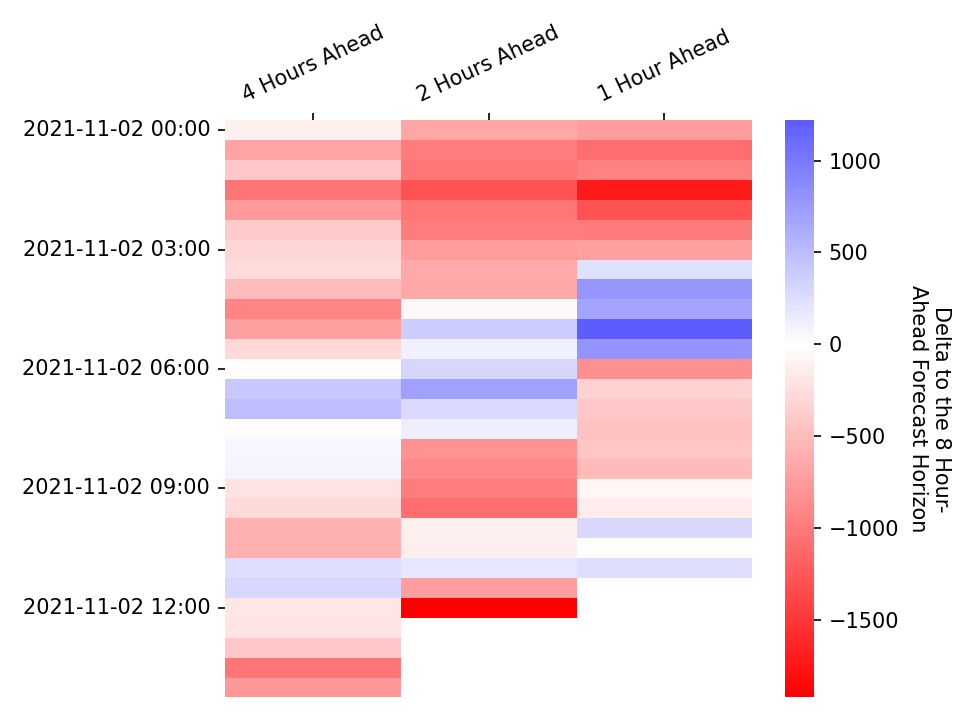 4 Hours Ahead
2 Hours Ahead
1 Hour Ahead
2021-11-02 00:00
2021-11-02 03:00
2021-11-02 06:00
2021-11-02 09:00
2021-11-02 12:00
1000
500
0
−500
−1000
−1500
Delta to the 8 Hour-
Ahead Forecast Horizon